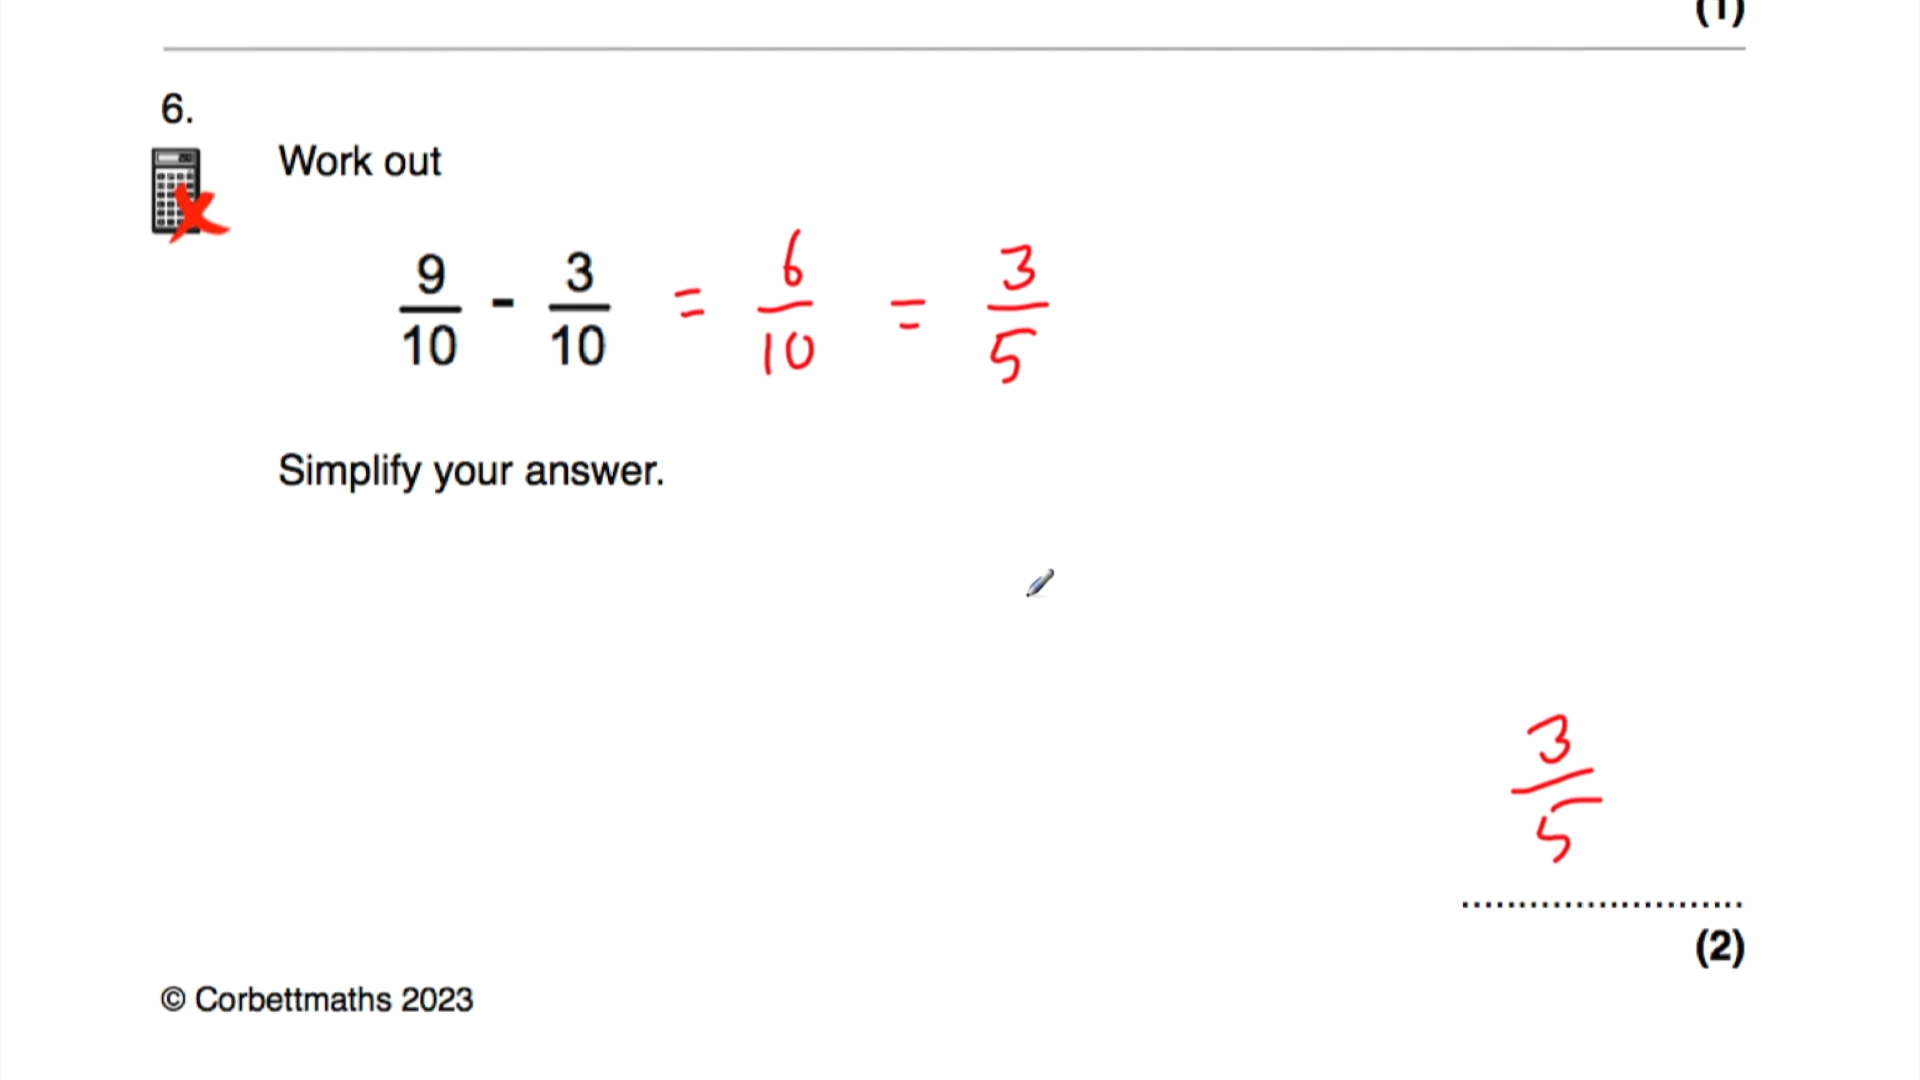 (1)
6.
Work out
9/10 - 3/10 = 6/10 = 3/5
Simplify your answer.
3/5
........................
(2)
© Corbettmaths 2023